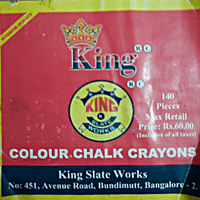 King
R C
R C
140
Pieces
Max Retail
Price: Rs.60.00
(Inclusive of all taxes)
KING
SLATE
WORKS
COLOUR CHALK CRAYONS
King Slate Works
No: 451, Avenue Road, Bundimutt, Bangalore - 2.